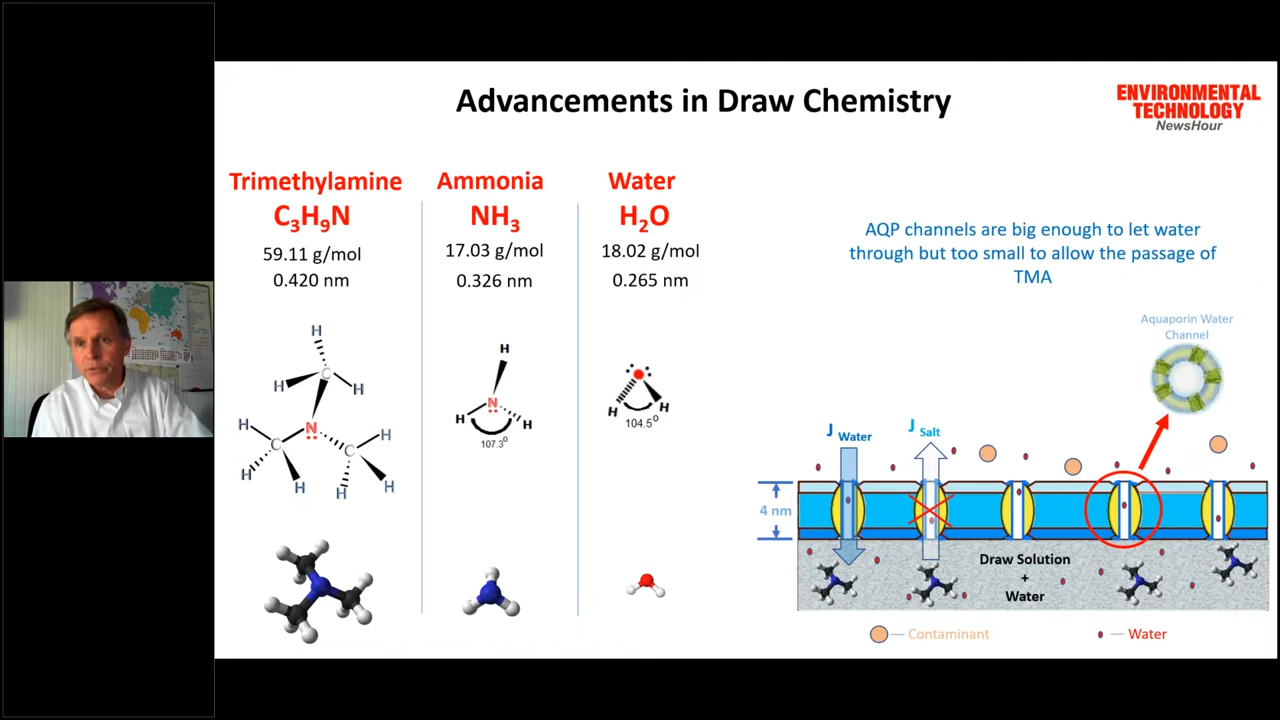 Advancements in Draw Chemistry
ENVIRONMENTAL
TECHNOLOGY
NewsHour
Trimethylamine
C₃H₉N
59.11 g/mol
0.420 nm
Ammonia
NH₃
17.03 g/mol
0.326 nm
Water
H₂O
18.02 g/mol
0.265 nm
H
C
H
H
N
H
C
H
H
C
H
H
H
H
N
H
H
107.3°
H
H
104.5°
AQP channels are big enough to let water
through but too small to allow the passage of
TMA
Aquaporin Water
Channel
J Water
J Salt
4 nm
Draw Solution
+
Water
Contaminant
Water